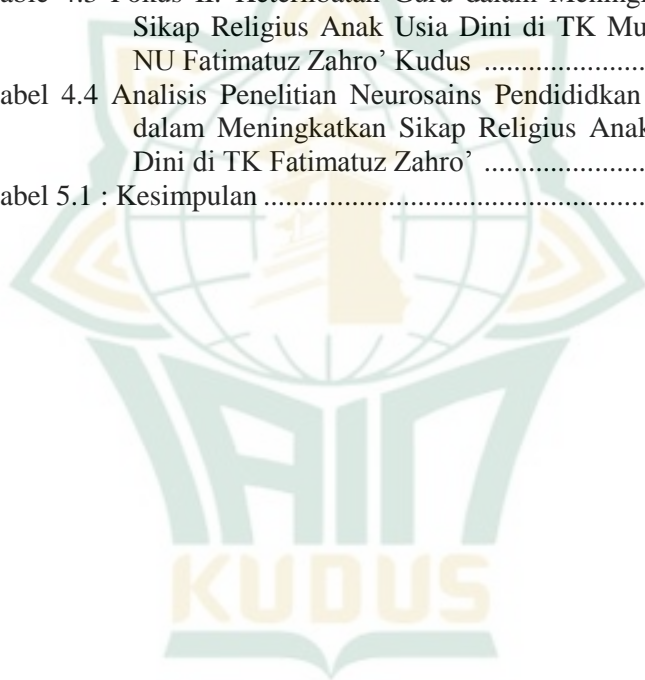 able 4.3 Fokus II: Keterlibatan Guru dalam Mening
Sikap Religius Anak Usia Dini di TK Mu
NU Fatimatuz Zahro’ Kudus ......................
abel 4.4 Analisis Penelitian Neurosains Pendididkan
dalam Meningkatkan Sikap Religius Anak
Dini di TK Fatimatuz Zahro’ ......................
abel 5.1 : Kesimpulan .....................................................
IAIN
KUDUS